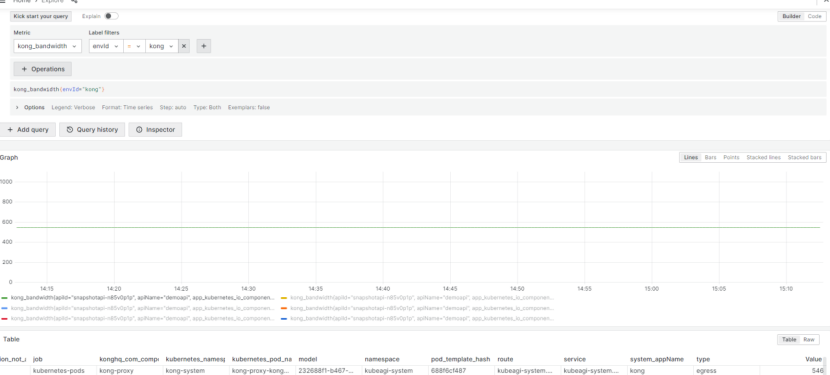 Home > Explore
Kick start your query Explain Builder Code
Metric Label filters
kong_bandwidth envId = kong × +
+ Operations
kong_bandwidth{envId="kong"}
> Options Legend: Verbose Format: Time series Step: auto Type: Both Exemplars: false
+ Add query Query history Inspector
Graph Lines Bars Points Stacked lines Stacked bars
1000
800
600
400
200
0
14:15 14:20 14:25 14:30 14:35 14:40 14:45 14:50 14:55 15:00 15:05 15:10
kong_bandwidth{apiId="snapshotapi-n85v0p1p", apiName="demoapi", app_kubernetes_io_componen... kong_bandwidth{apiId="snapshotapi-n85v0p1p", apiName="demoapi", app_kubernetes_io_componen...
kong_bandwidth{apiId="snapshotapi-n85v0p1p", apiName="demoapi", app_kubernetes_io_componen... kong_bandwidth{apiId="snapshotapi-n85v0p1p", apiName="demoapi", app_kubernetes_io_componen...
kong_bandwidth{apiId="snapshotapi-n85v0p1p", apiName="demoapi", app_kubernetes_io_componen... kong_bandwidth{apiId="snapshotapi-n85v0p1p", apiName="demoapi", app_kubernetes_io_componen...
Table Table Raw
job konghq_com_comp kubernetes_namesp kubernetes_pod_na model namespace pod_template_hash route service system_appName type Value
kubernetes-pods kong-proxy kong-system kong-proxy-kong... 232688f1-b467-... kubeagi-system 688f6cf487 kubeagi-system.... kubeagi-system.... kong egress 546